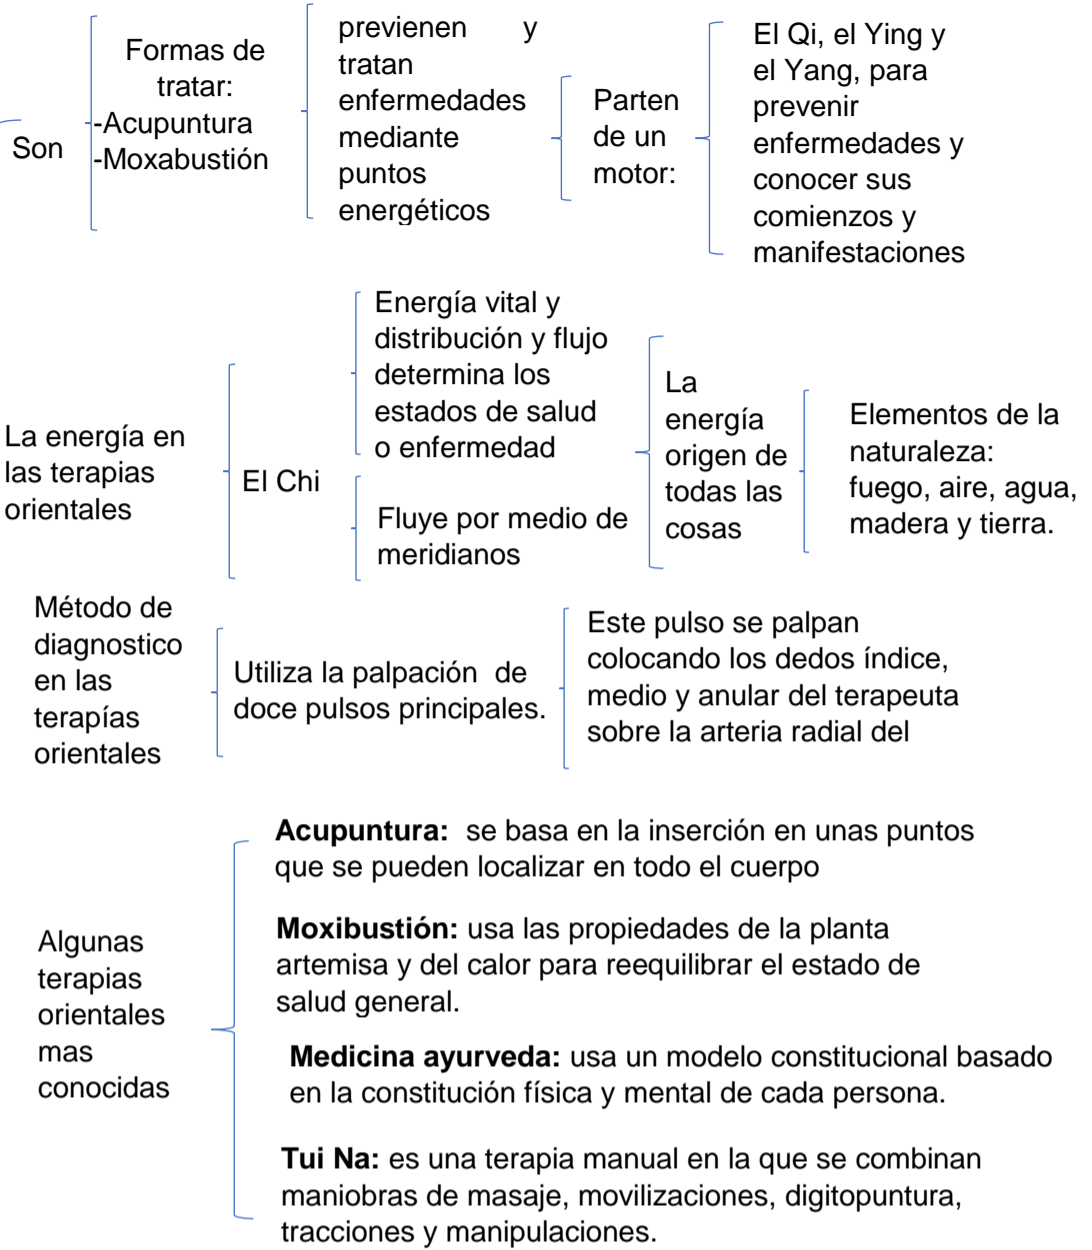 Son
Formas de
tratar:
-Acupuntura
-Moxabustión
previenen y
tratan
enfermedades
mediante
puntos
energéticos
Parten
de un
motor:
El Qi, el Ying y
el Yang, para
prevenir
enfermedades y
conocer sus
comienzos y
manifestaciones
La energía en
las terapias
orientales
El Chi
Energía vital y
distribución y flujo
determina los
estados de salud
o enfermedad
Fluye por medio de
meridianos
La
energía
origen de
todas las
cosas
Elementos de la
naturaleza:
fuego, aire, agua,
madera y tierra.
Método de
diagnostico
en las
terapías
orientales
Utiliza la palpación de
doce pulsos principales.
Este pulso se palpan
colocando los dedos índice,
medio y anular del terapeuta
sobre la arteria radial del
Algunas
terapias
orientales
mas
conocidas
Acupuntura: se basa en la inserción en unas puntos
que se pueden localizar en todo el cuerpo
Moxibustión: usa las propiedades de la planta
artemisa y del calor para reequilibrar el estado de
salud general.
Medicina ayurveda: usa un modelo constitucional basado
en la constitución física y mental de cada persona.
Tui Na: es una terapia manual en la que se combinan
maniobras de masaje, movilizaciones, digitopuntura,
tracciones y manipulaciones.